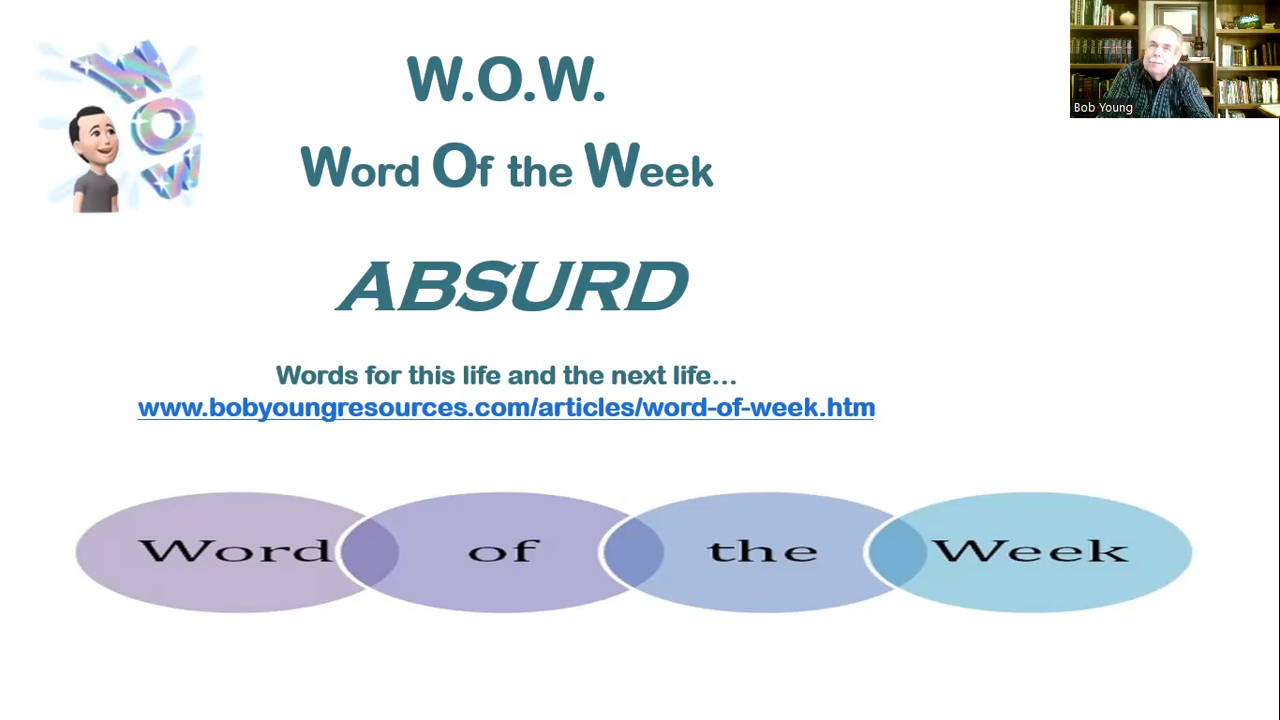 WOW
W.O.W.
Word Of the Week
ABSURD
Words for this life and the next life...
www.bobyoungresources.com/articles/word-of-week.htm
Word of the Week
Bob Young